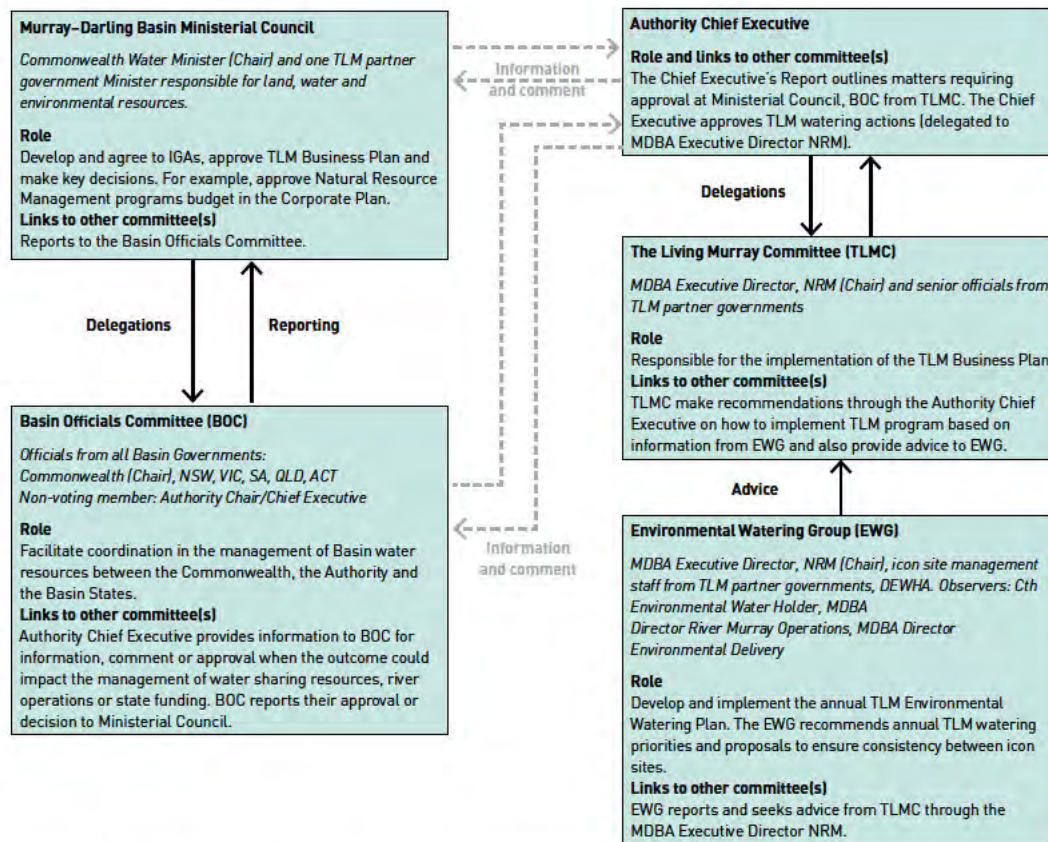 Murray–Darling Basin Ministerial Council
Commonwealth Water Minister (Chair) and one TLM partner
government Minister responsible for land, water and
environmental resources.
Role
Develop and agree to IGAs, approve TLM Business Plan and
make key decisions. For example, approve Natural Resource
Management programs budget in the Corporate Plan.
Links to other committee(s)
Reports to the Basin Officials Committee.
Delegations
Reporting
Basin Officials Committee (BOC)
Officials from all Basin Governments:
Commonwealth (Chair), NSW, VIC, SA, QLD, ACT
Non-voting member: Authority Chair/Chief Executive
Role
Facilitate coordination in the management of Basin water
resources between the Commonwealth, the Authority and
the Basin States.
Links to other committee(s)
Authority Chief Executive provides information to BOC for
information, comment or approval when the outcome could
impact the management of water sharing resources, river
operations or state funding. BOC reports their approval or
decision to Ministerial Council.
Information
and comment
Information
and comment
Authority Chief Executive
Role and links to other committee(s)
The Chief Executive's Report outlines matters requiring
approval at Ministerial Council, BOC from TLMC. The Chief
Executive approves TLM watering actions (delegated to
MDBA Executive Director NRM).
Delegations
The Living Murray Committee (TLMC)
MDBA Executive Director, NRM (Chair) and senior officials from
TLM partner governments
Role
Responsible for the implementation of the TLM Business Plan
Links to other committee(s)
TLMC make recommendations through the Authority Chief
Executive on how to implement TLM program based on
information from EWG and also provide advice to EWG.
Advice
Environmental Watering Group (EWG)
MDBA Executive Director, NRM (Chair), icon site management
staff from TLM partner governments, DEWHA. Observers: Cth
Environmental Water Holder, MDBA
Director River Murray Operations, MDBA Director
Environmental Delivery
Role
Develop and implement the annual TLM Environmental
Watering Plan. The EWG recommends annual TLM watering
priorities and proposals to ensure consistency between icon
sites.
Links to other committee(s)
EWG reports and seeks advice from TLMC through the
MDBA Executive Director NRM.